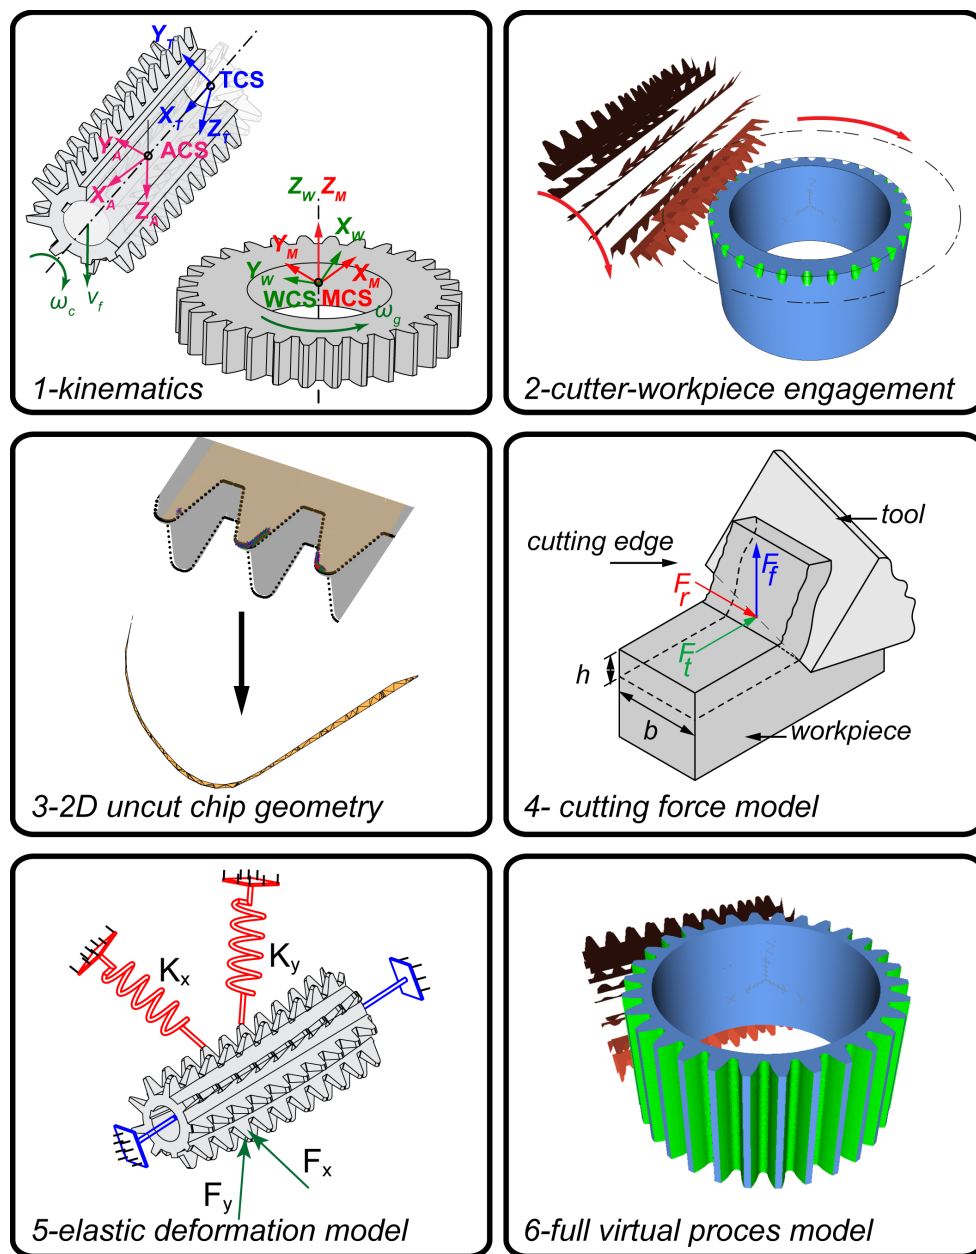 Y_T
TCS
X_T
Z_T
Y_A
ACS
X_A
Z_A
ω_c
v_f
Z_W Z_M
X_W
Y_M
Y_W
X_M
WCS MCS
ω_g
1-kinematics
2-cutter-workpiece engagement
3-2D uncut chip geometry
tool
cutting edge
F_f
F_r
F_t
h
b
workpiece
4- cutting force model
K_x
K_y
F_x
F_y
5-elastic deformation model
6-full virtual proces model